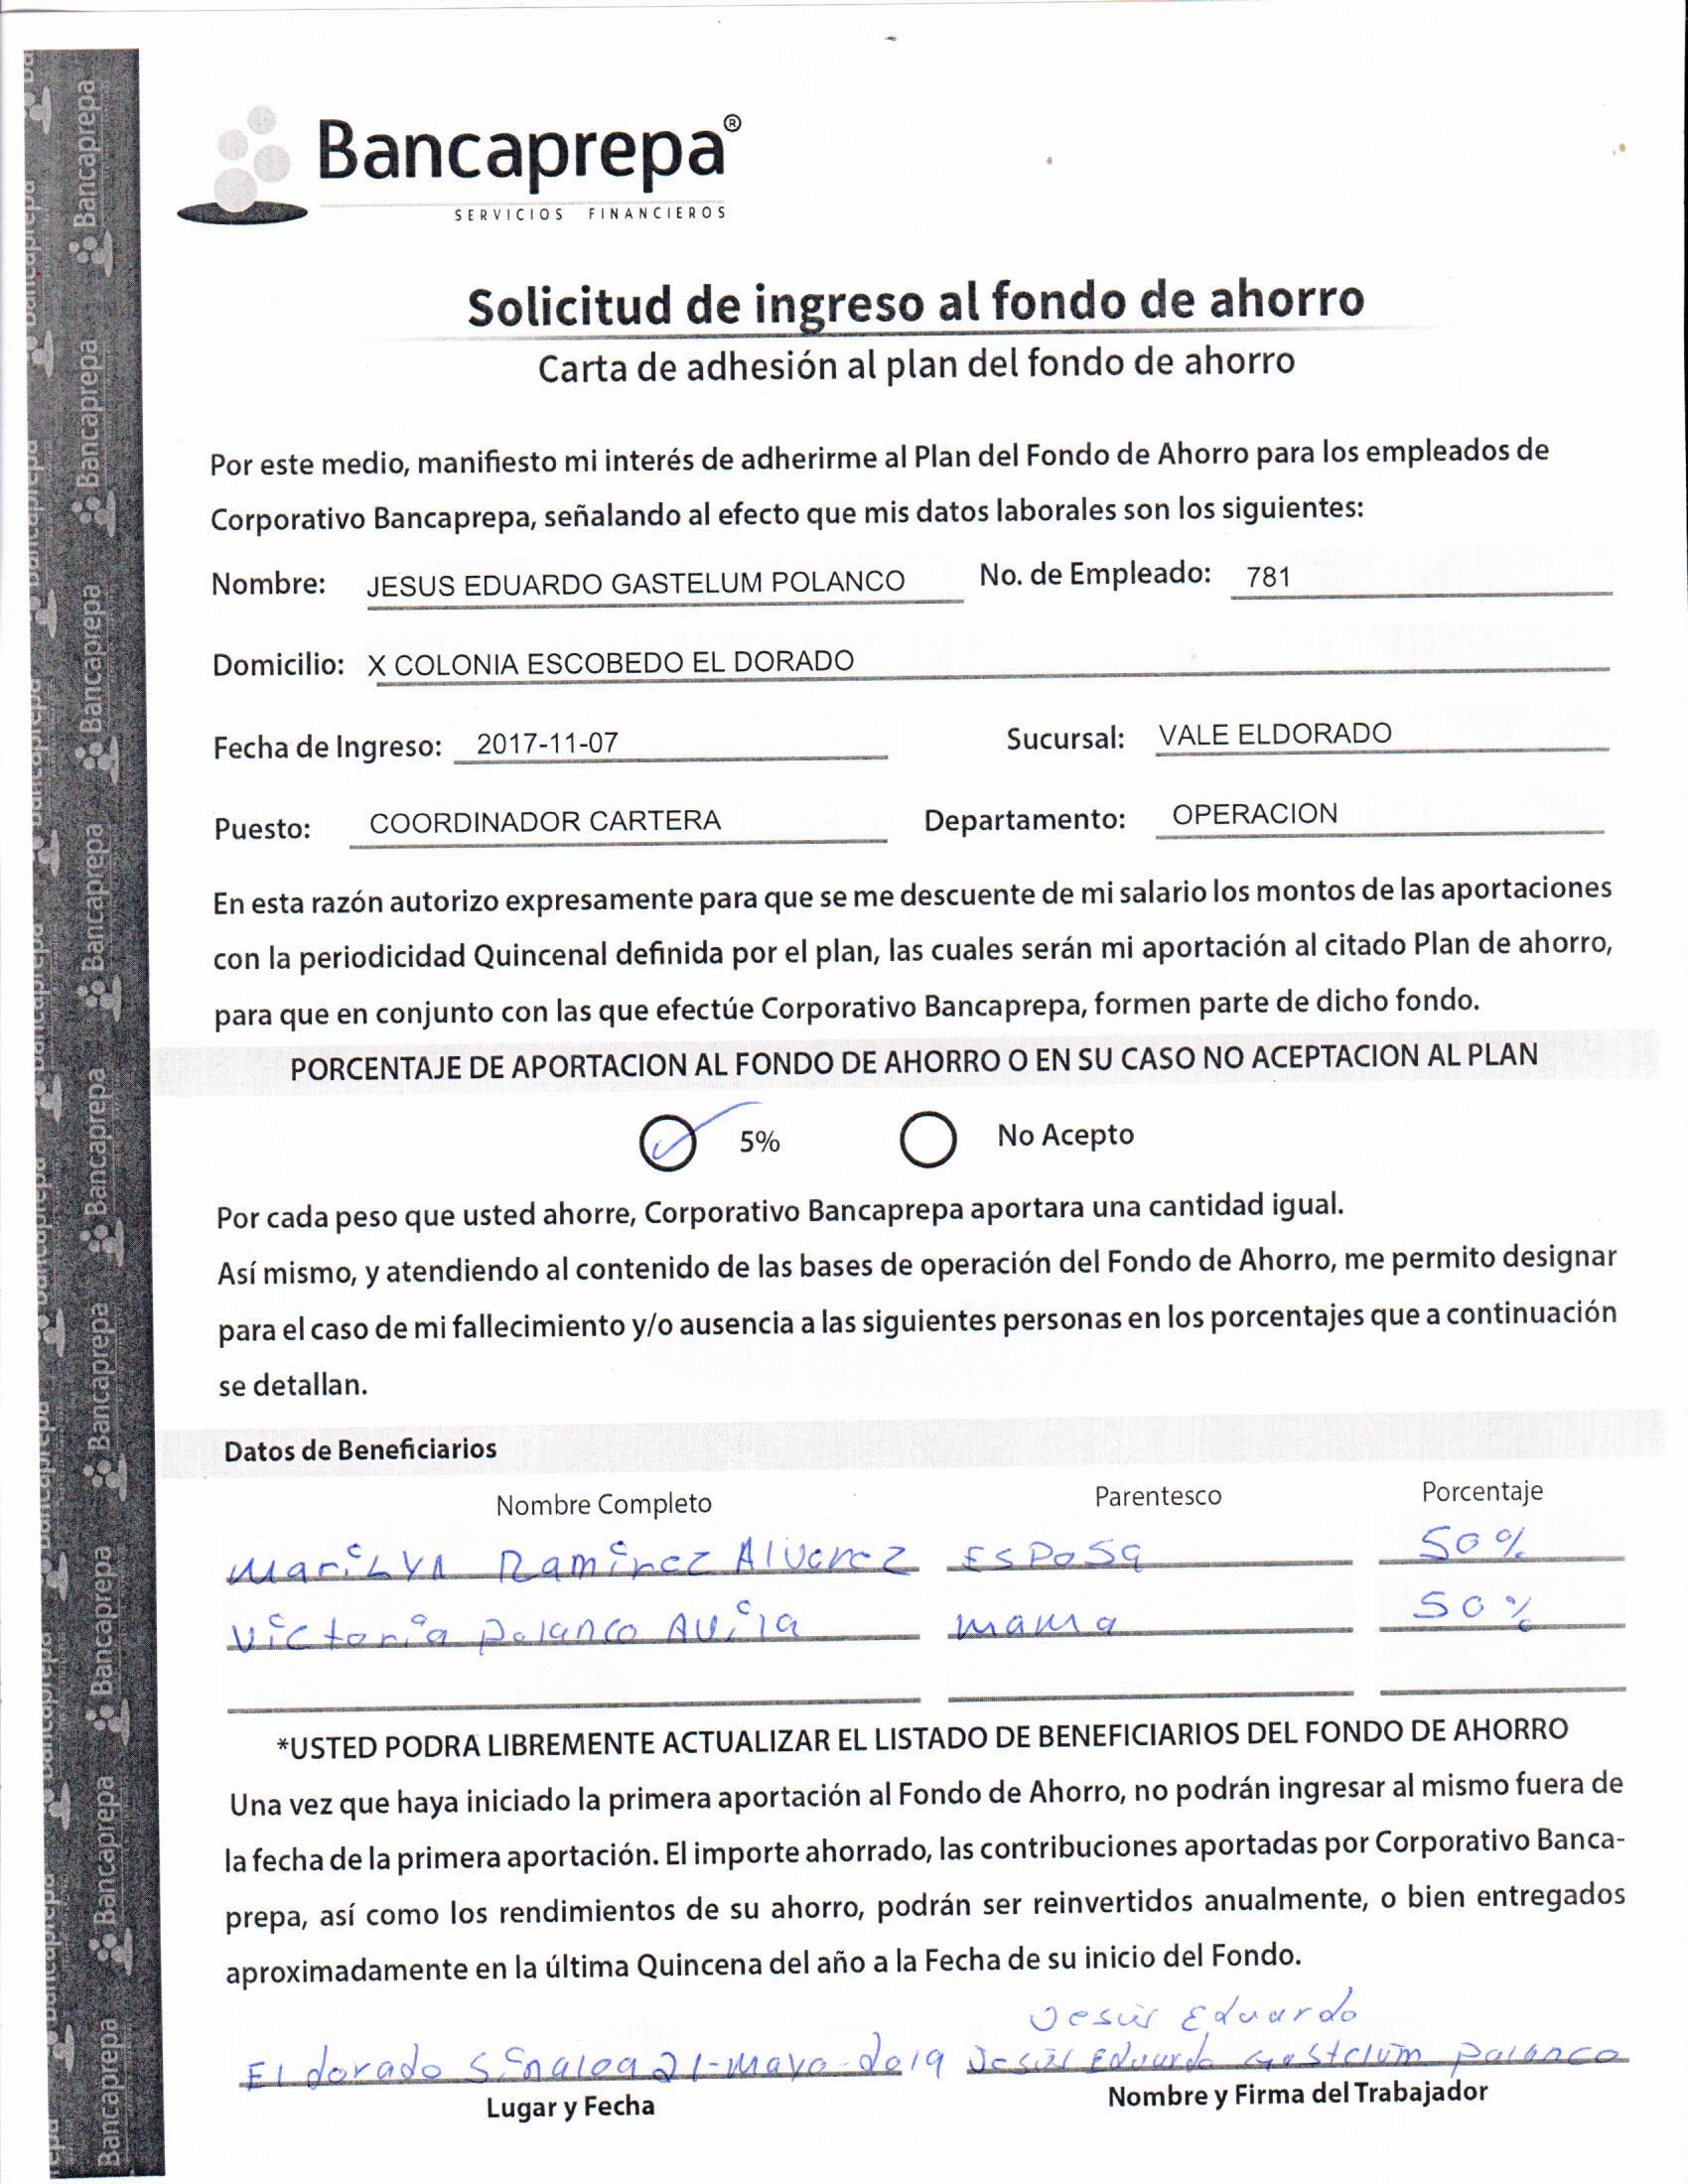 Bancaprepa®
SERVICIOS FINANCIEROS
Solicitud de ingreso al fondo de ahorro
Carta de adhesión al plan del fondo de ahorro
Por este medio, manifiesto mi interés de adherirme al Plan del Fondo de Ahorro para los empleados de
Corporativo Bancaprepa, señalando al efecto que mis datos laborales son los siguientes:
Nombre: JESUS EDUARDO GASTELUM POLANCO No. de Empleado: 781
Domicilio: X COLONIA ESCOBEDO EL DORADO
Fecha de Ingreso: 2017-11-07 Sucursal: VALE ELDORADO
Puesto: COORDINADOR CARTERA Departamento: OPERACION
En esta razón autorizo expresamente para que se me descuente de mi salario los montos de las aportaciones
con la periodicidad Quincenal definida por el plan, las cuales serán mi aportación al citado Plan de ahorro,
para que en conjunto con las que efectúe Corporativo Bancaprepa, formen parte de dicho fondo.
PORCENTAJE DE APORTACION AL FONDO DE AHORRO O EN SU CASO NO ACEPTACION AL PLAN
5% No Acepto
Por cada peso que usted ahorre, Corporativo Bancaprepa aportara una cantidad igual.
Así mismo, y atendiendo al contenido de las bases de operación del Fondo de Ahorro, me permito designar
para el caso de mi fallecimiento y/o ausencia a las siguientes personas en los porcentajes que a continuación
se detallan.
Datos de Beneficiarios
Nombre Completo Parentesco Porcentaje
MariLYn Ramirez Alvarez ESPOSa 50%
Victoria Polanco Avila mama 50%
*USTED PODRA LIBREMENTE ACTUALIZAR EL LISTADO DE BENEFICIARIOS DEL FONDO DE AHORRO
Una vez que haya iniciado la primera aportación al Fondo de Ahorro, no podrán ingresar al mismo fuera de
la fecha de la primera aportación. El importe ahorrado, las contribuciones aportadas por Corporativo Banca-
prepa, así como los rendimientos de su ahorro, podrán ser reinvertidos anualmente, o bien entregados
aproximadamente en la última Quincena del año a la Fecha de su inicio del Fondo.
Jesús Eduardo
El dorado Sinaloa 21-Mayo-2019 Jesús Eduardo Gastelum Polanco
Lugar y Fecha Nombre y Firma del Trabajador